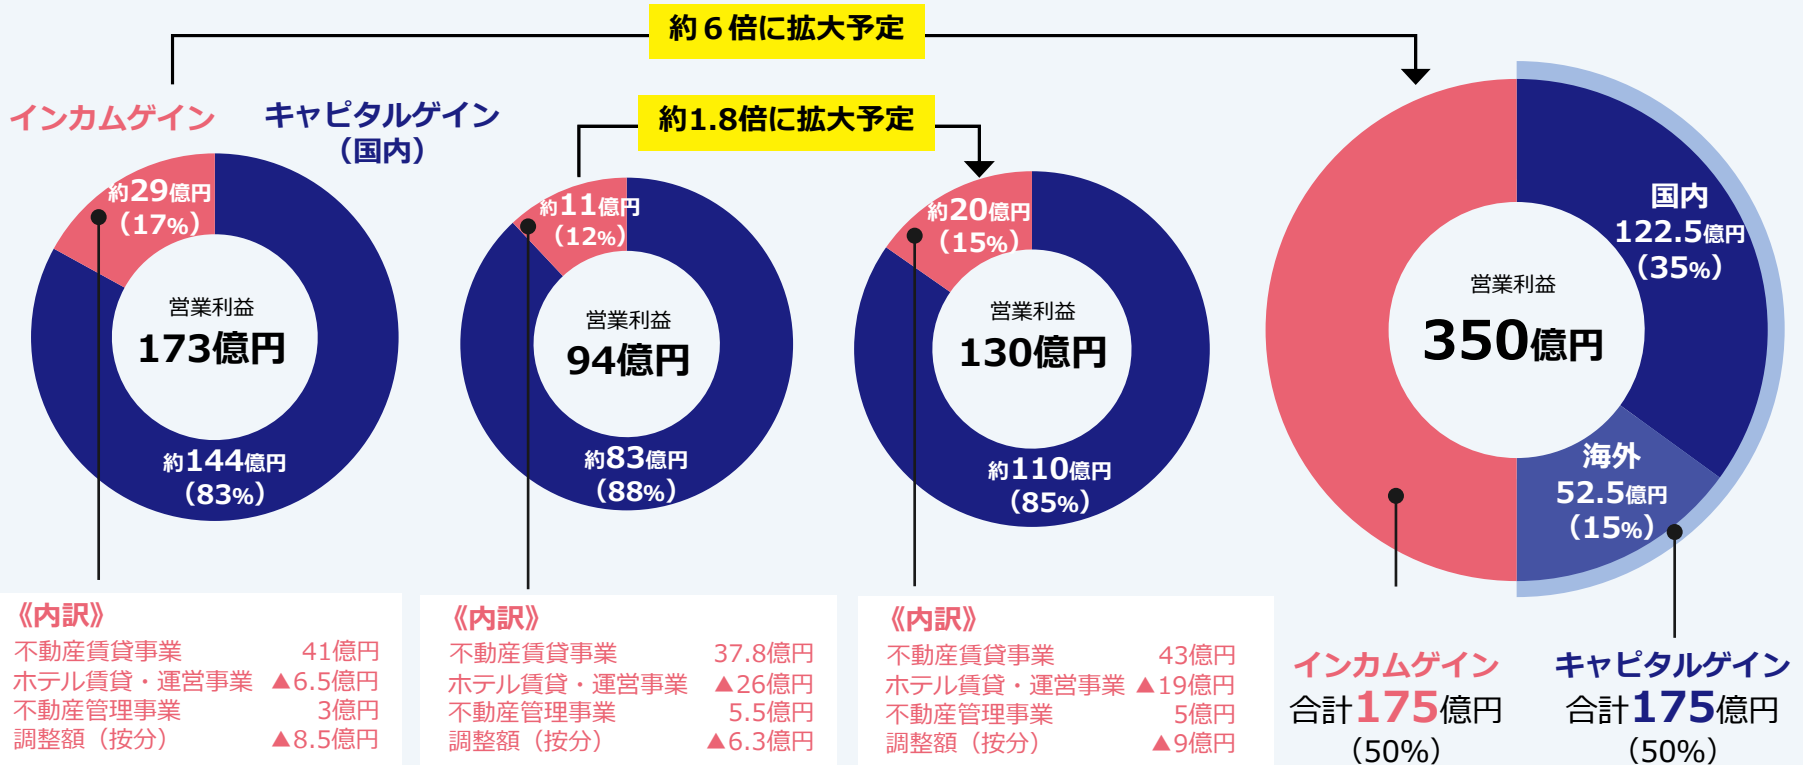 約６倍に拡大予定
約1.8倍に拡大予定
インカムゲイン
キャピタルゲイン
（国内）
約29億円
（17%）
営業利益
173億円
約144億円
（83%）
約11億円
（12%）
営業利益
94億円
約83億円
（88%）
約20億円
（15%）
営業利益
130億円
約110億円
（85%）
国内
122.5億円
（35%）
営業利益
350億円
海外
52.5億円
（15%）
《内訳》
不動産賃貸事業 41億円
ホテル賃貸・運営事業 ▲6.5億円
不動産管理事業 3億円
調整額（按分） ▲8.5億円
《内訳》
不動産賃貸事業 37.8億円
ホテル賃貸・運営事業 ▲26億円
不動産管理事業 5.5億円
調整額（按分） ▲6.3億円
《内訳》
不動産賃貸事業 43億円
ホテル賃貸・運営事業 ▲19億円
不動産管理事業 5億円
調整額（按分） ▲9億円
インカムゲイン
合計175億円
（50%）
キャピタルゲイン
合計175億円
（50%）